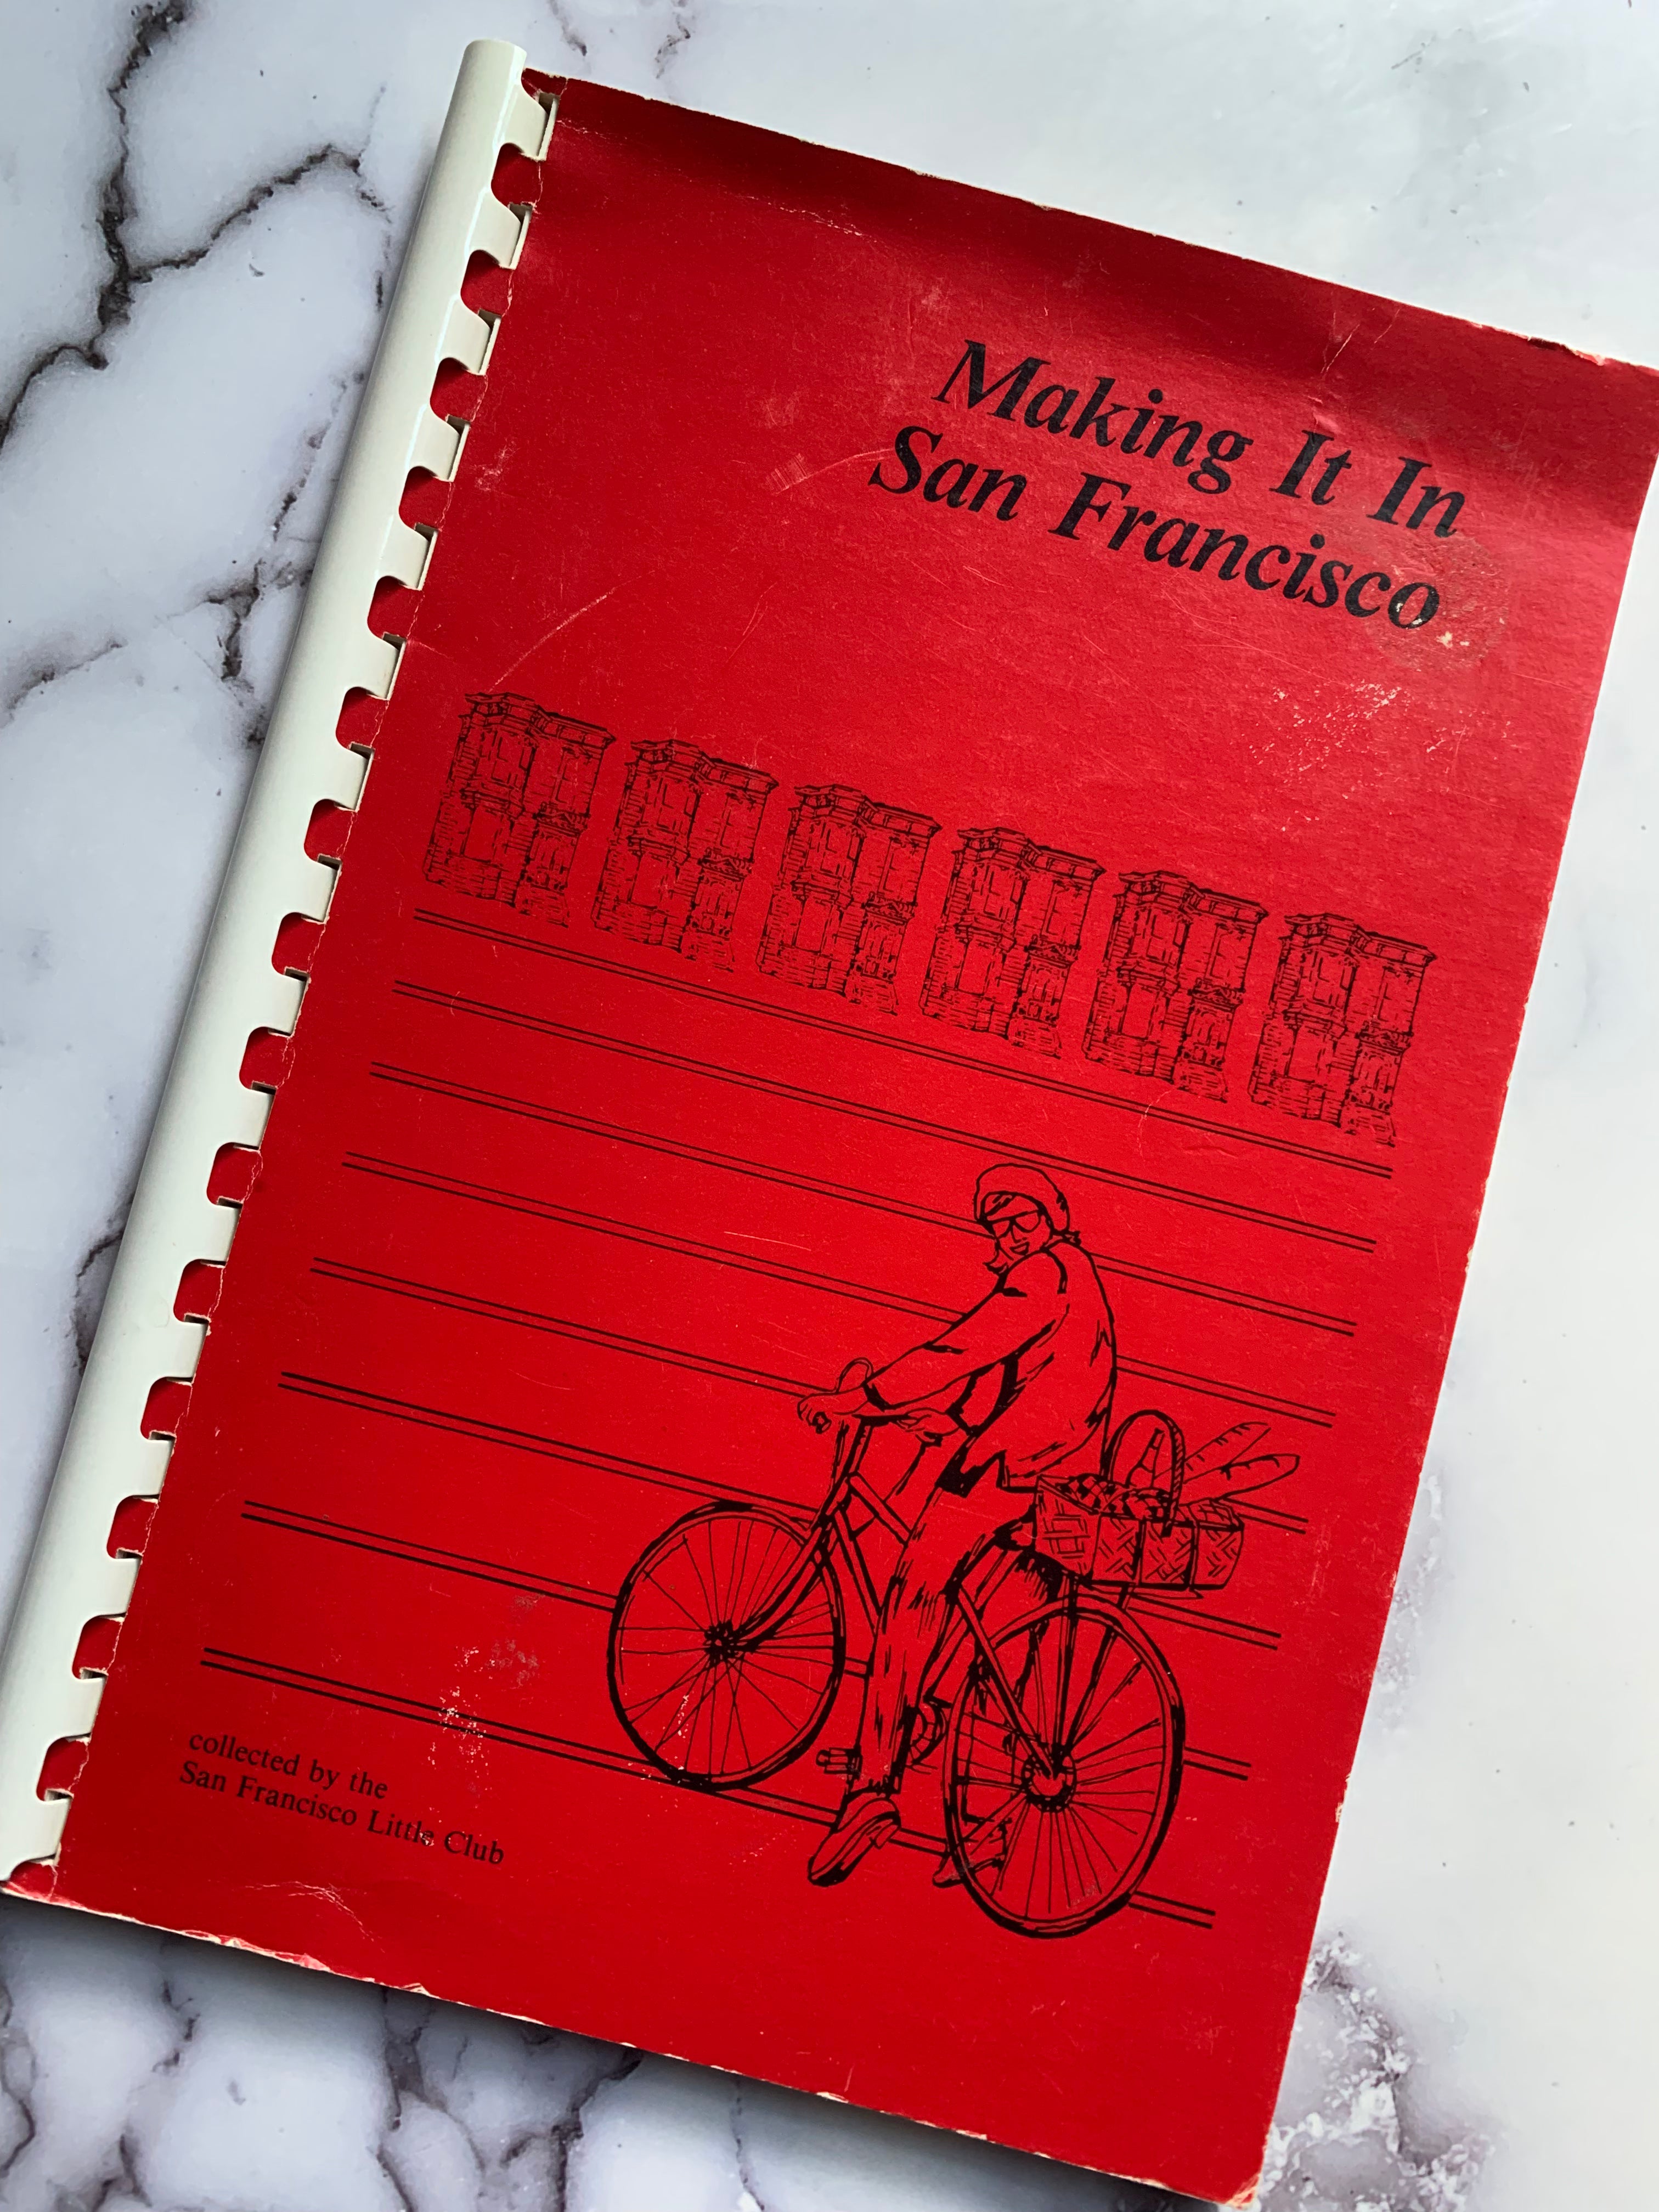 Making It In
San Francisco
collected by the
San Francisco Little Club